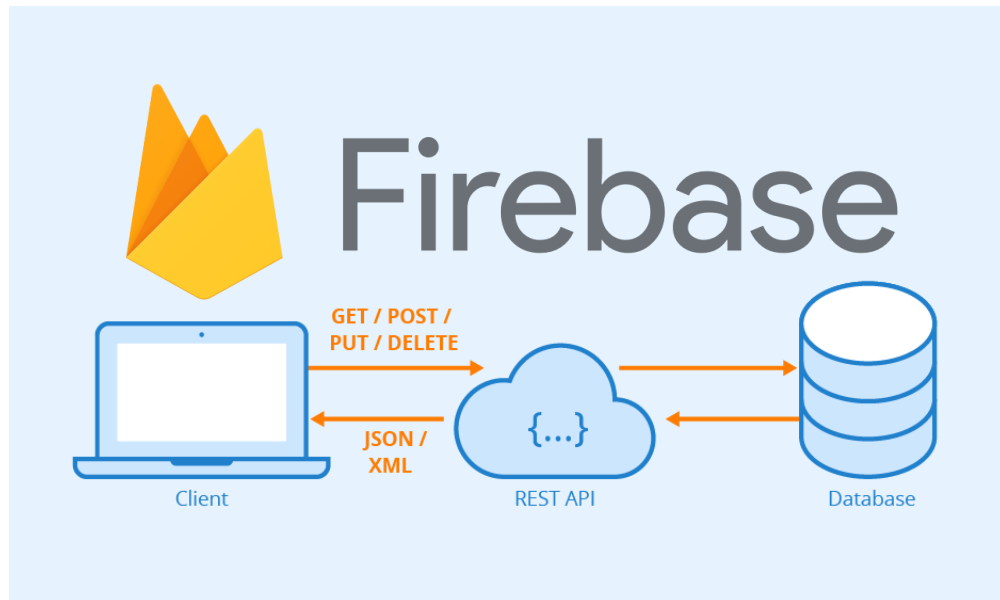 Firebase
GET / POST /
PUT / DELETE
{...}
JSON /
XML
Client
REST API
Database